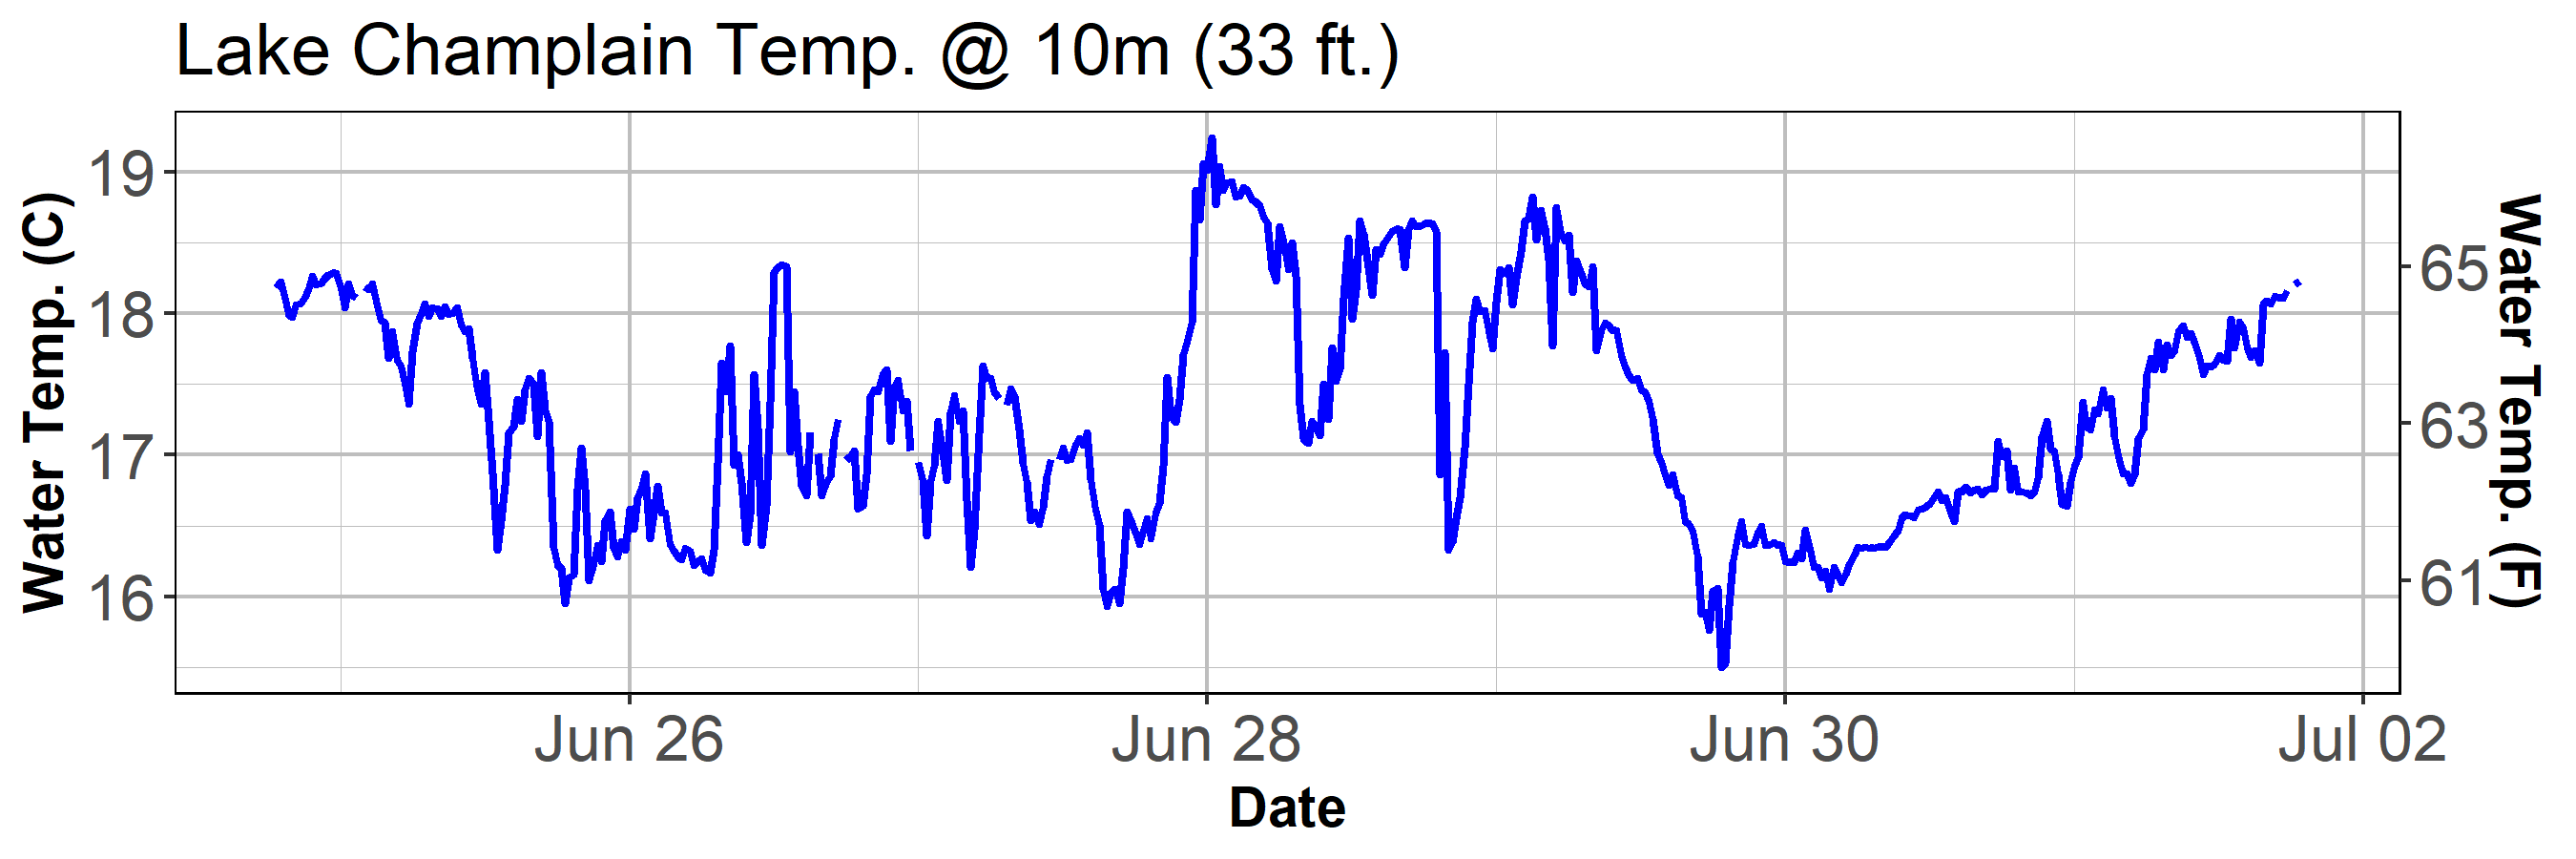 Lake Champlain Temp. @ 10m (33 ft.)
Water Temp. (C)
19
18
17
16
65
63
61
Water Temp. (F)
Jun 26
Jun 28
Jun 30
Jul 02
Date